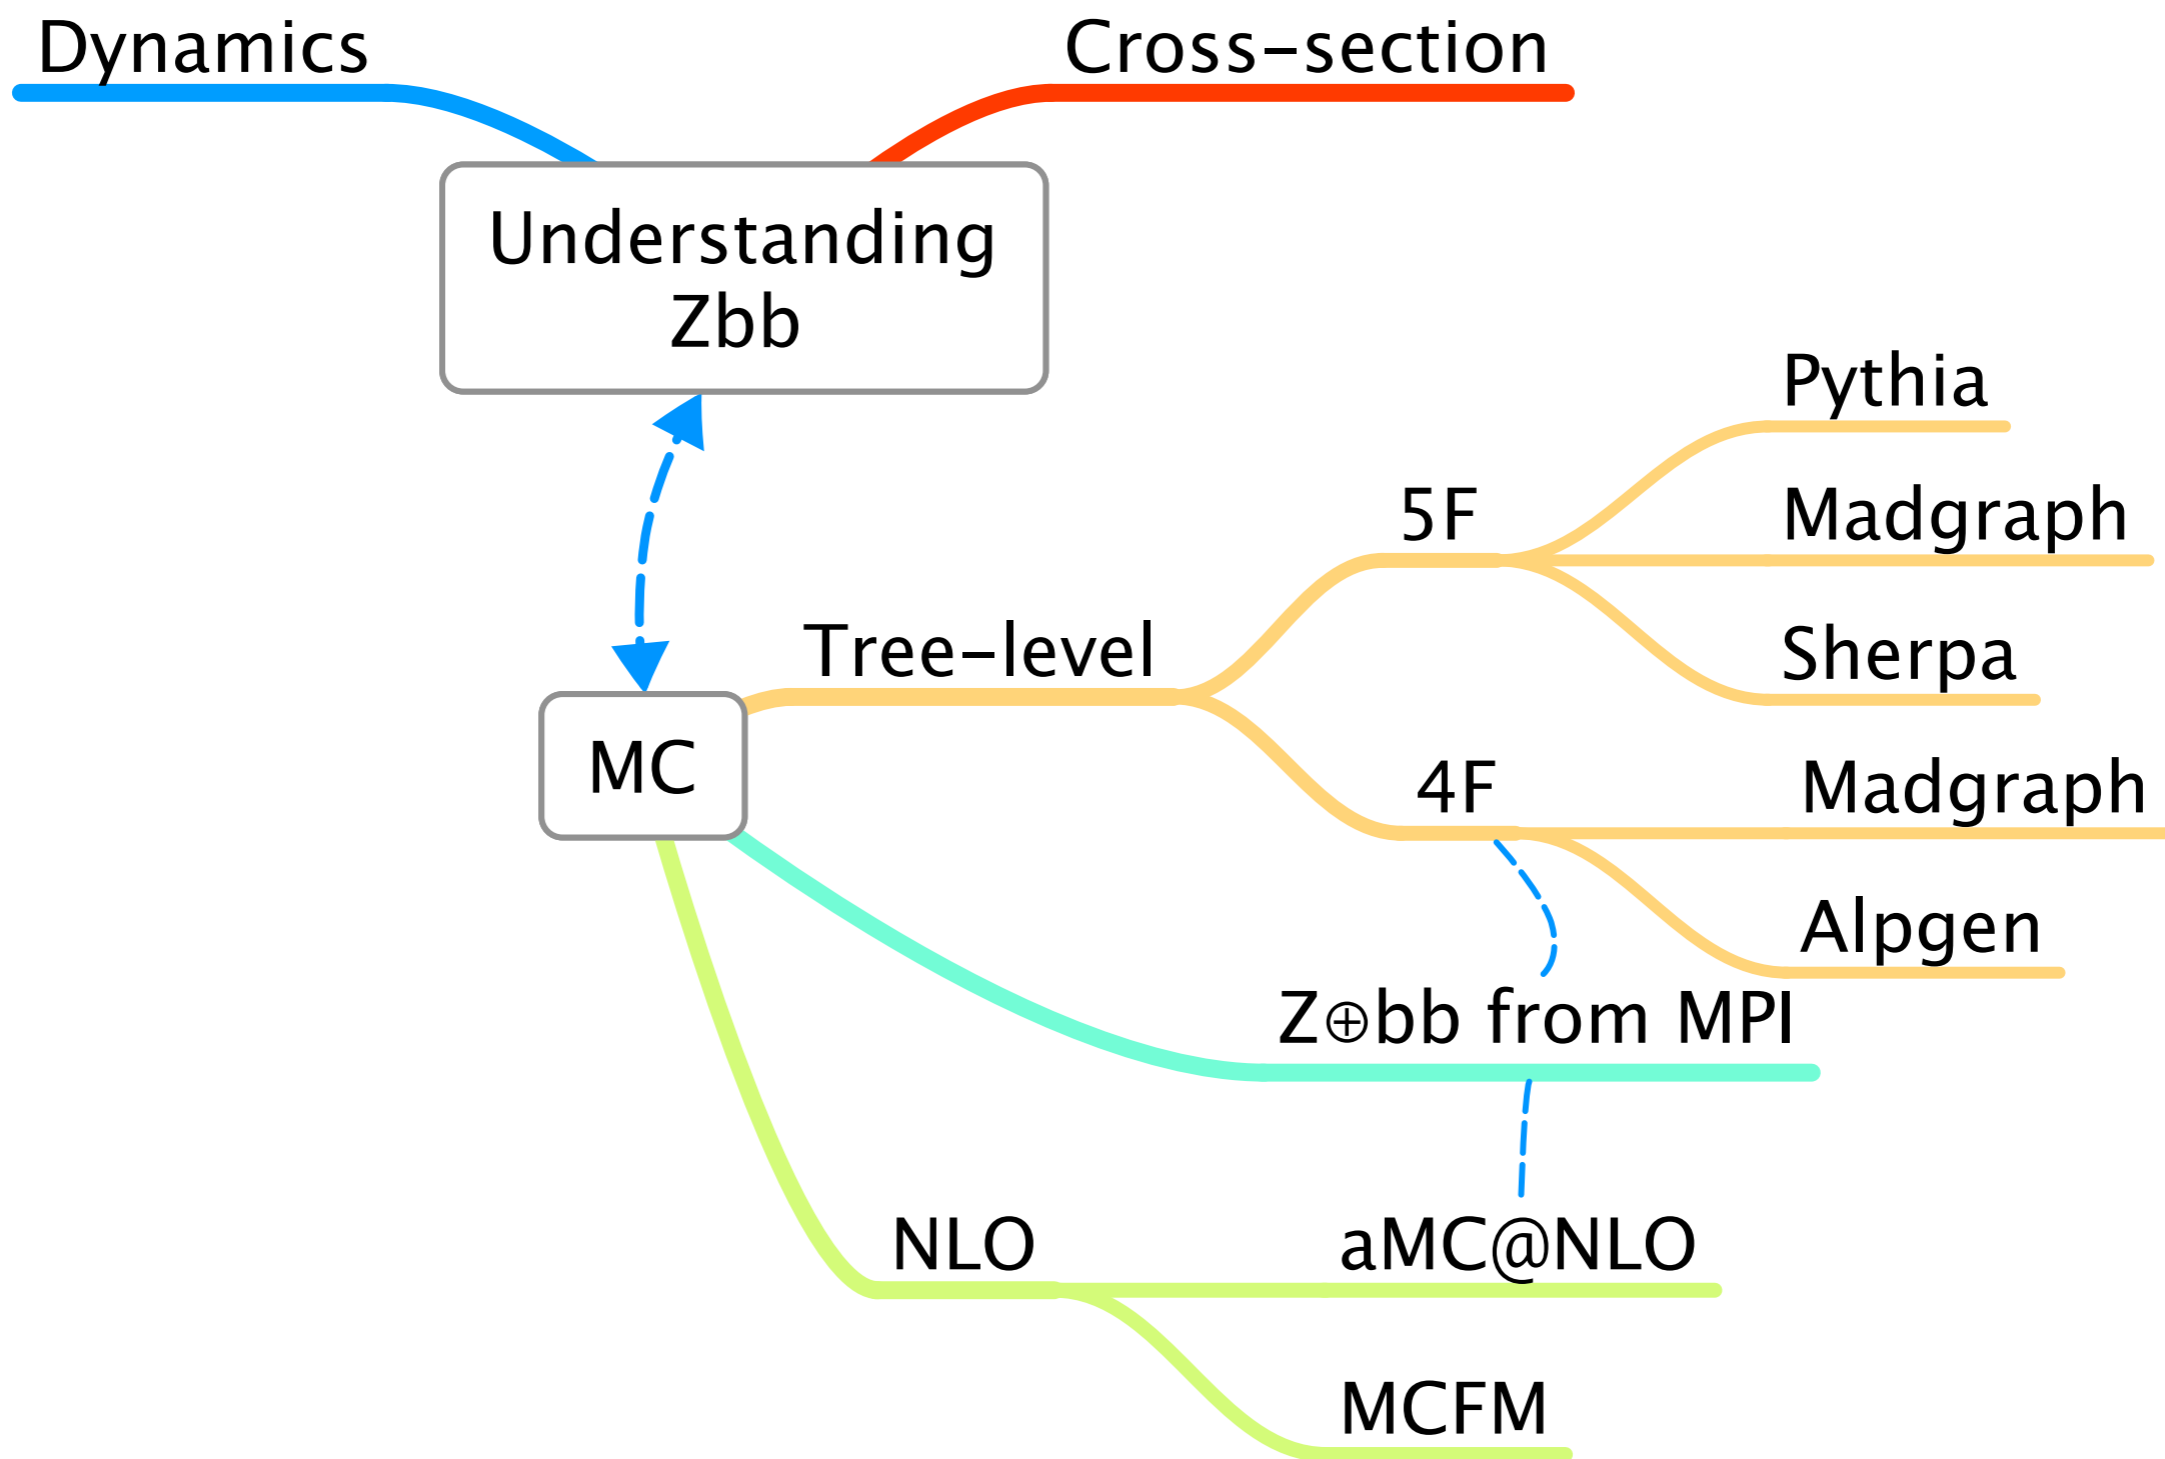 Dynamics
Cross-section
Understanding
Zbb
Pythia
5F
Madgraph
Tree-level
Sherpa
MC
4F
Madgraph
Alpgen
Z⊕bb from MPI
NLO
aMC@NLO
MCFM